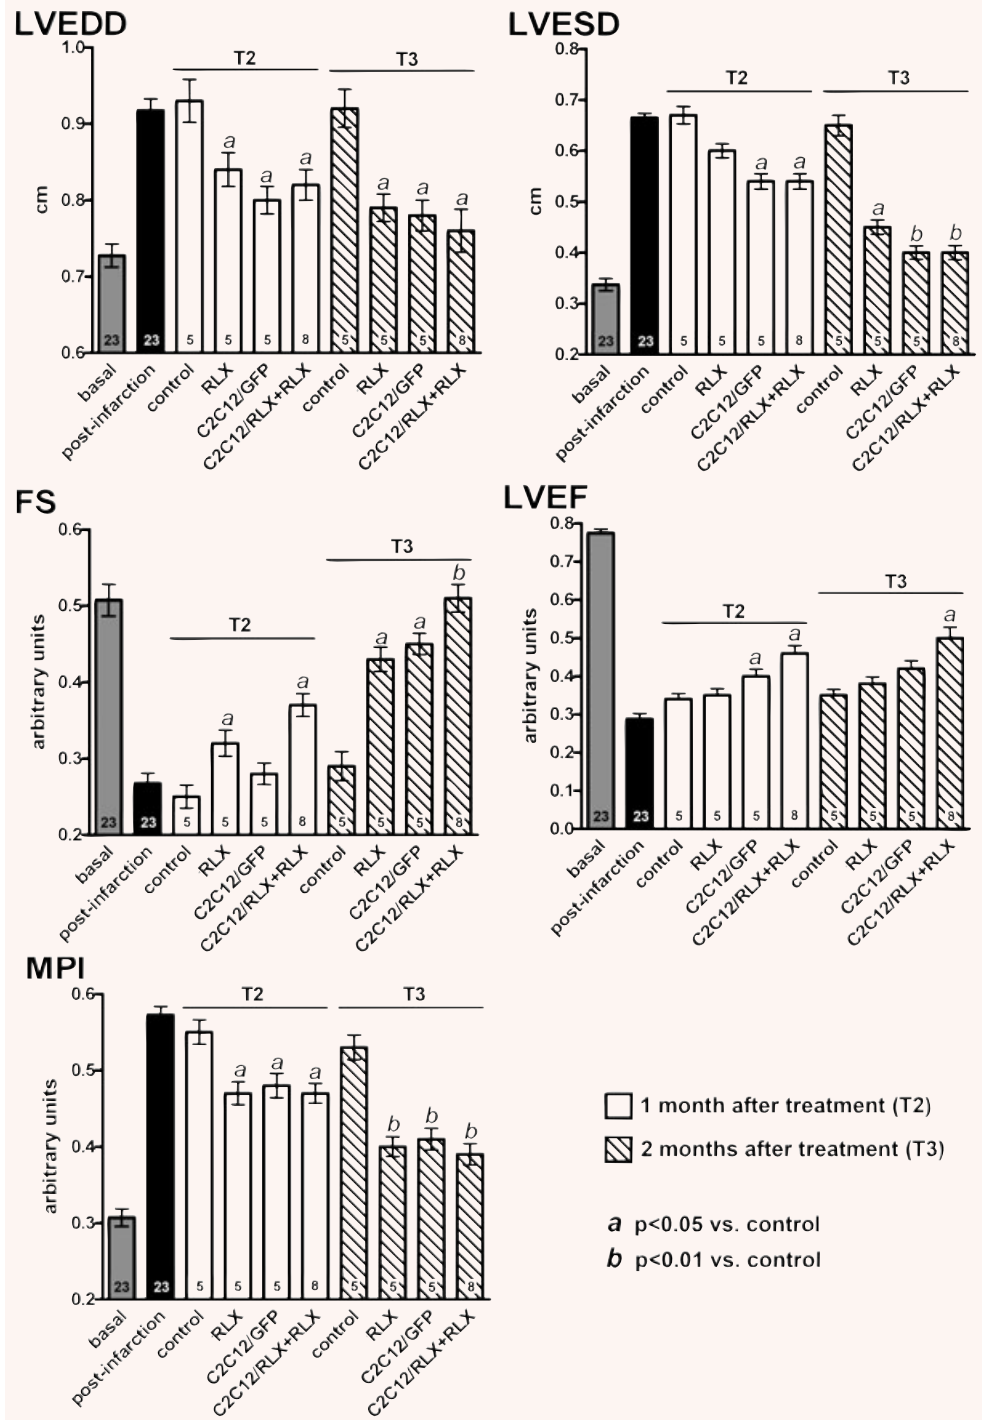 LVEDD
1.0
0.9
0.8
0.7
0.6
cm
T2
T3
a
a
a
a
a
a
23
23
5
5
5
8
5
5
5
8
basal
post-infarction
control
RLX
C2C12/GFP
C2C12/RLX+RLX
control
RLX
C2C12/GFP
C2C12/RLX+RLX
LVESD
0.8
0.7
0.6
0.5
0.4
0.3
0.2
cm
T2
T3
a
a
a
b
b
23
23
5
5
5
8
5
5
5
8
basal
post-infarction
control
RLX
C2C12/GFP
C2C12/RLX+RLX
control
RLX
C2C12/GFP
C2C12/RLX+RLX
FS
0.6
0.5
0.4
0.3
0.2
arbitrary units
T2
T3
a
a
a
a
b
23
23
5
5
5
8
5
5
5
8
basal
post-infarction
control
RLX
C2C12/GFP
C2C12/RLX+RLX
control
RLX
C2C12/GFP
C2C12/RLX+RLX
LVEF
0.8
0.7
0.6
0.5
0.4
0.3
0.2
0.1
0.0
arbitrary units
T2
T3
a
a
a
23
23
5
5
5
8
5
5
5
8
basal
post-infarction
control
RLX
C2C12/GFP
C2C12/RLX+RLX
control
RLX
C2C12/GFP
C2C12/RLX+RLX
MPI
0.6
0.5
0.4
0.3
0.2
arbitrary units
T2
T3
a
a
a
b
b
b
23
23
5
5
5
8
5
5
5
8
basal
post-infarction
control
RLX
C2C12/GFP
C2C12/RLX+RLX
control
RLX
C2C12/GFP
C2C12/RLX+RLX
1 month after treatment (T2)
2 months after treatment (T3)
a p<0.05 vs. control
b p<0.01 vs. control